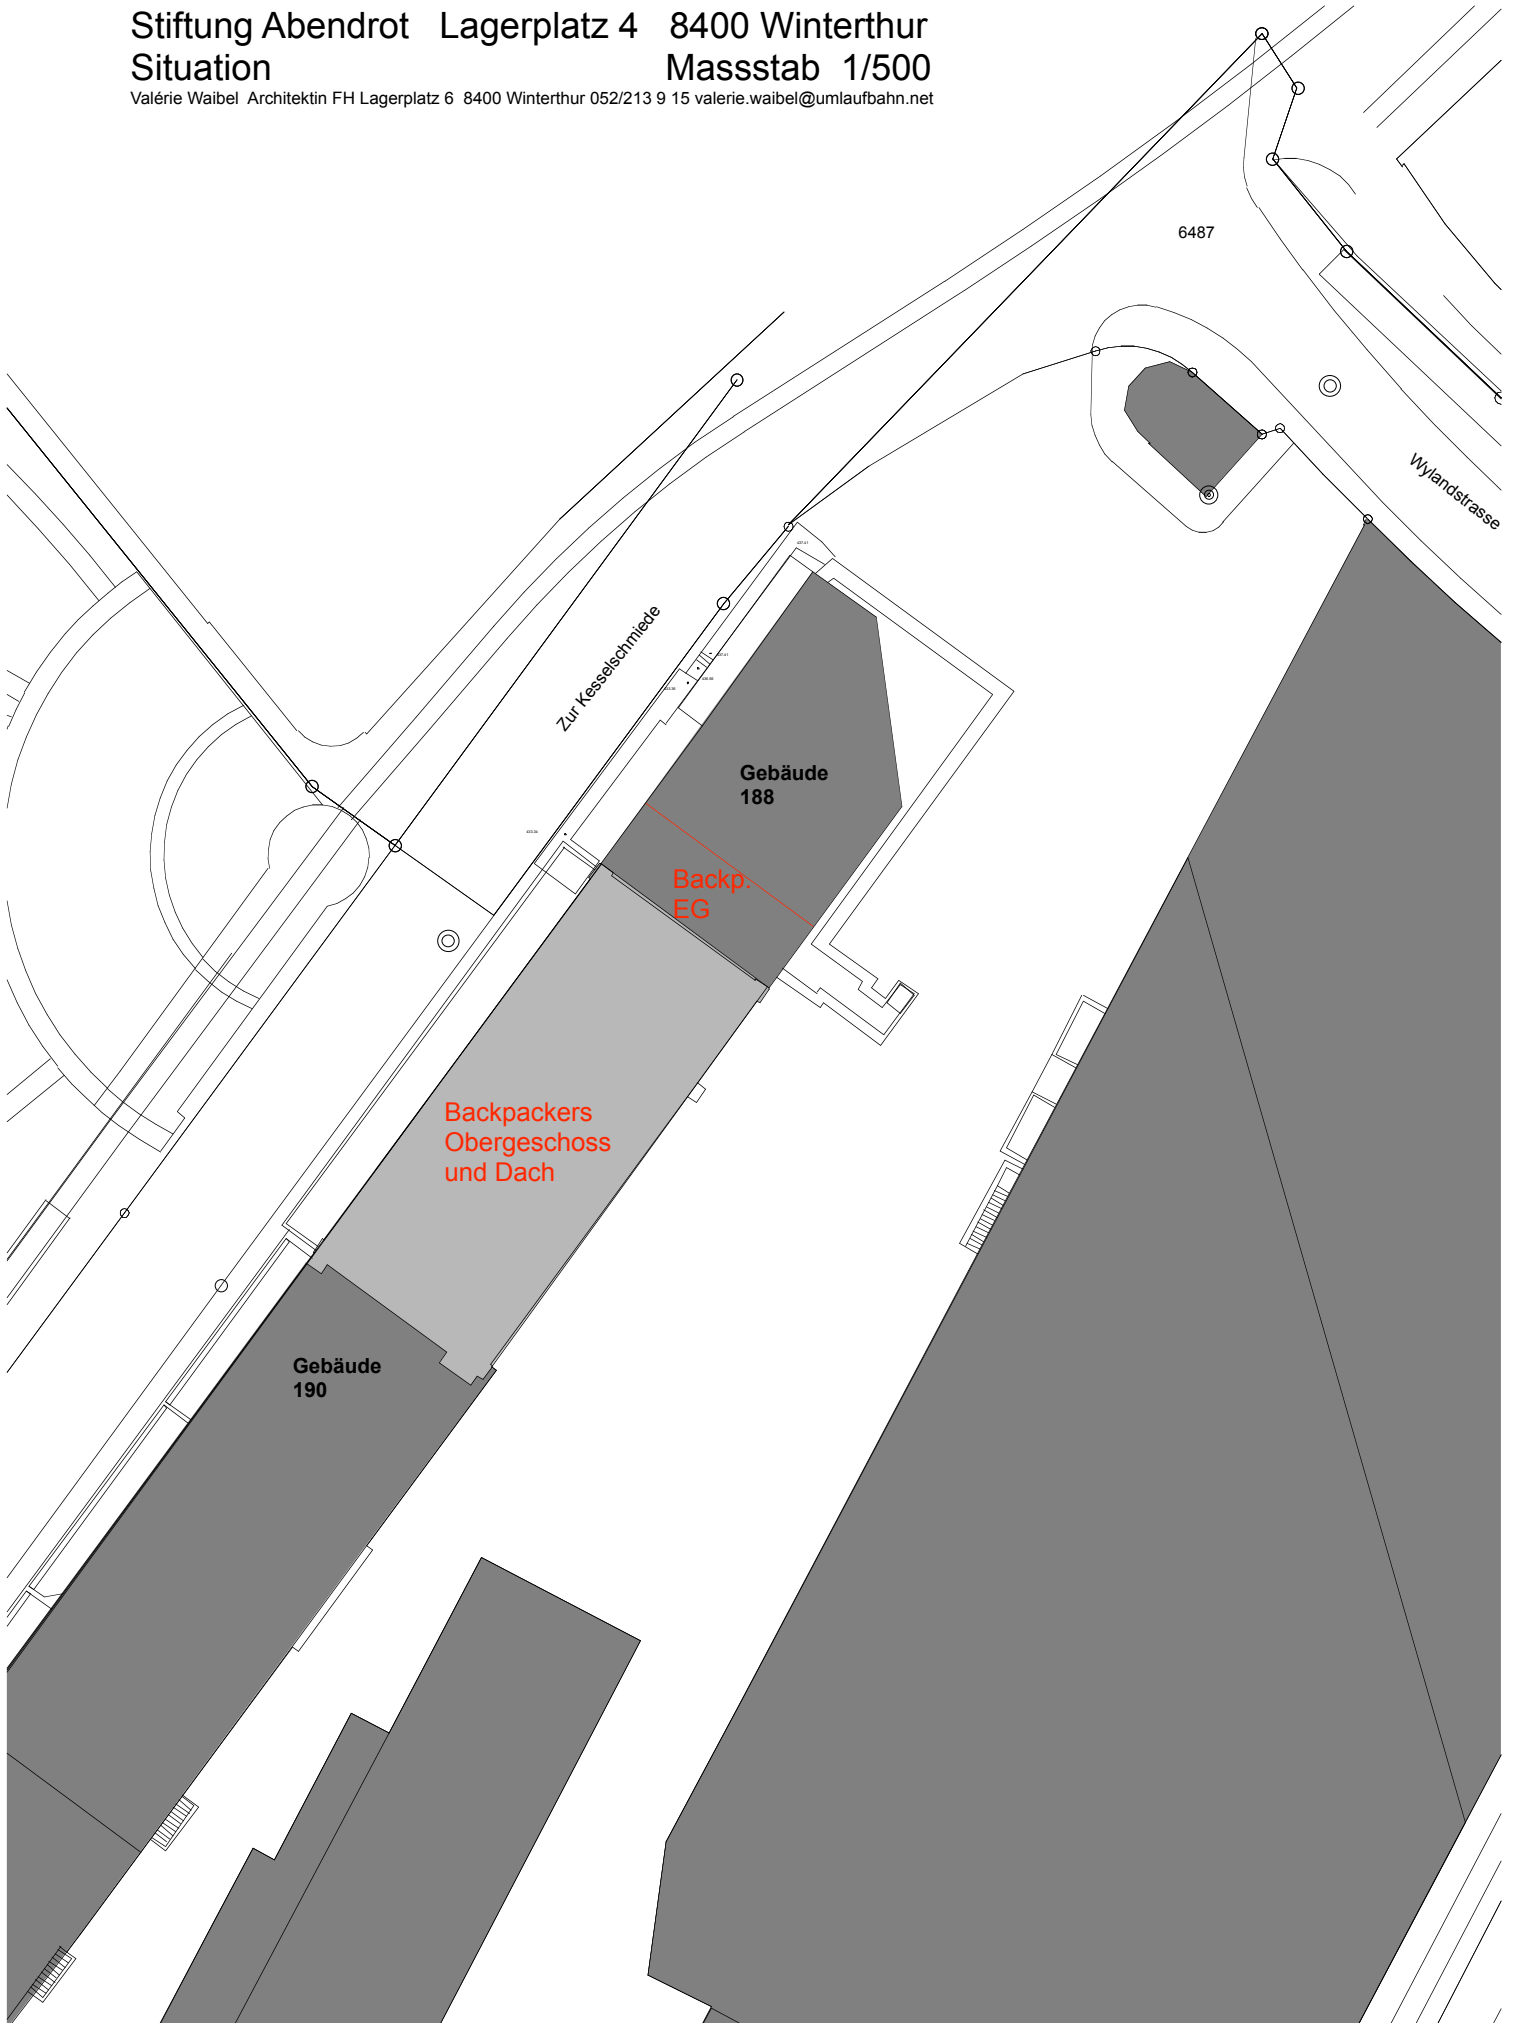 Stiftung Abendrot Lagerplatz 4 8400 Winterthur
Situation Massstab 1/500
Valérie Waibel Architektin FH Lagerplatz 6 8400 Winterthur 052/213 9 15 valerie.waibel@umlaufbahn.net
6487
Wylandstrasse
Zur Kesselschmiede
Gebäude
188
Backp.
EG
Backpackers
Obergeschoss
und Dach
Gebäude
190